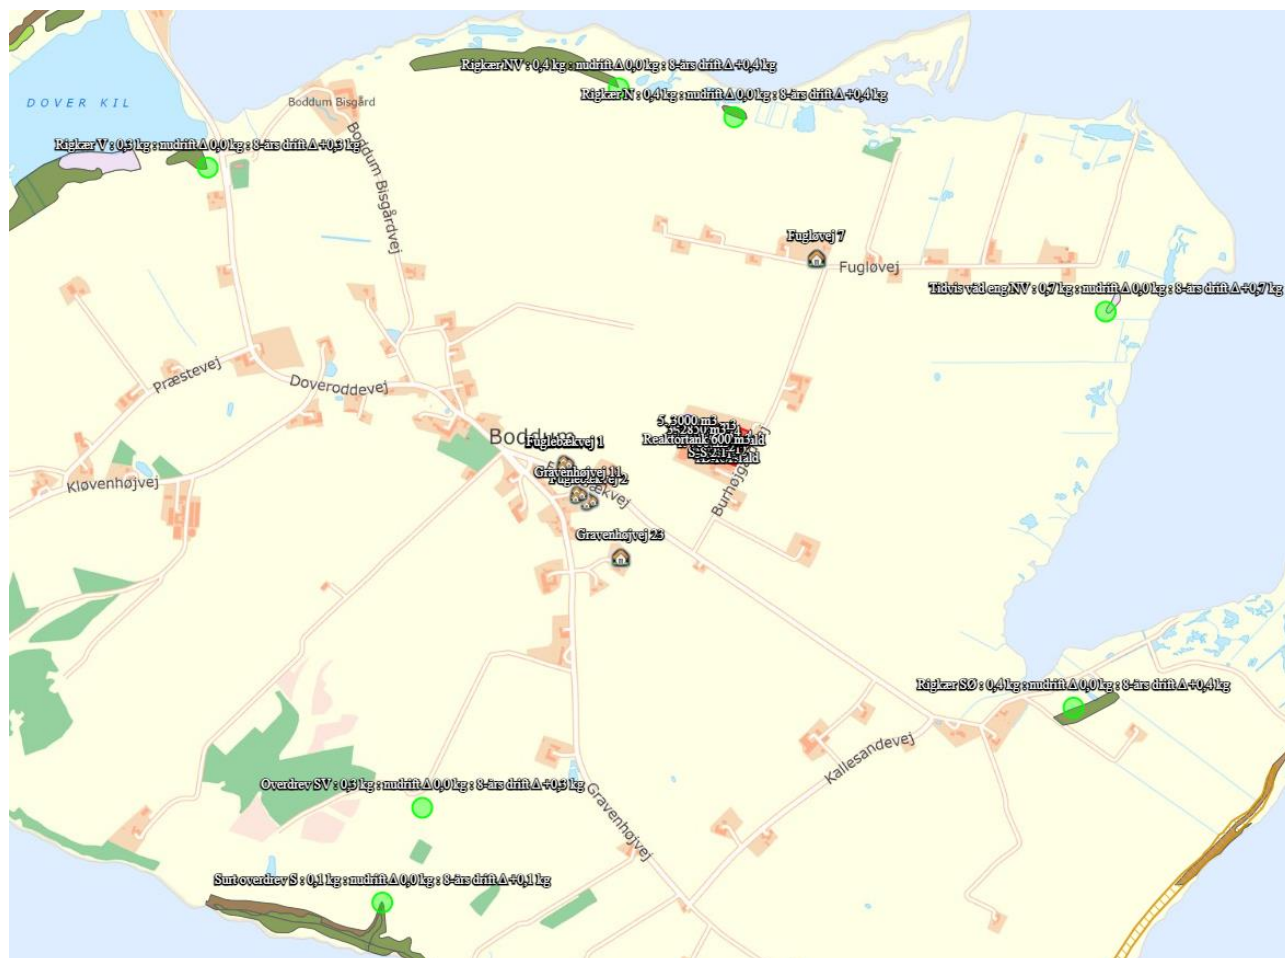 Rigkær NV : 0,4 kg : nudrift Δ 0,0 kg : 8-års drift Δ +0,4 kg
Rigkær N : 0,4 kg : nudrift Δ 0,0 kg : 8-års drift Δ +0,4 kg
DOVER KIL
Boddum Bisgård
Rigkær V : 0,3 kg : nudrift Δ 0,0 kg : 8-års drift Δ +0,3 kg
Boddum Bisgårdvej
Fugløvej 7
Fugløvej
Tidvis våd eng NV : 0,7 kg : nudrift Δ 0,0 kg : 8-års drift Δ +0,7 kg
Præstevej
Doveroddevej
5, 3000 m3
2850 m3
Boddum
Fuglebækvej 1
Reaktortank 600 m3
Gravenhøjvej 11
Fuglebækvej 2
Kløvenhøjvej
Gravenhøjvej 23
Rigkær SØ : 0,4 kg : nudrift Δ 0,0 kg : 8-års drift Δ +0,4 kg
Kallesandevej
Overdrev SV : 0,3 kg : nudrift Δ 0,0 kg : 8-års drift Δ +0,3 kg
Gravenhøjvej
Surt overdrev S : 0,1 kg : nudrift Δ 0,0 kg : 8-års drift Δ +0,1 kg